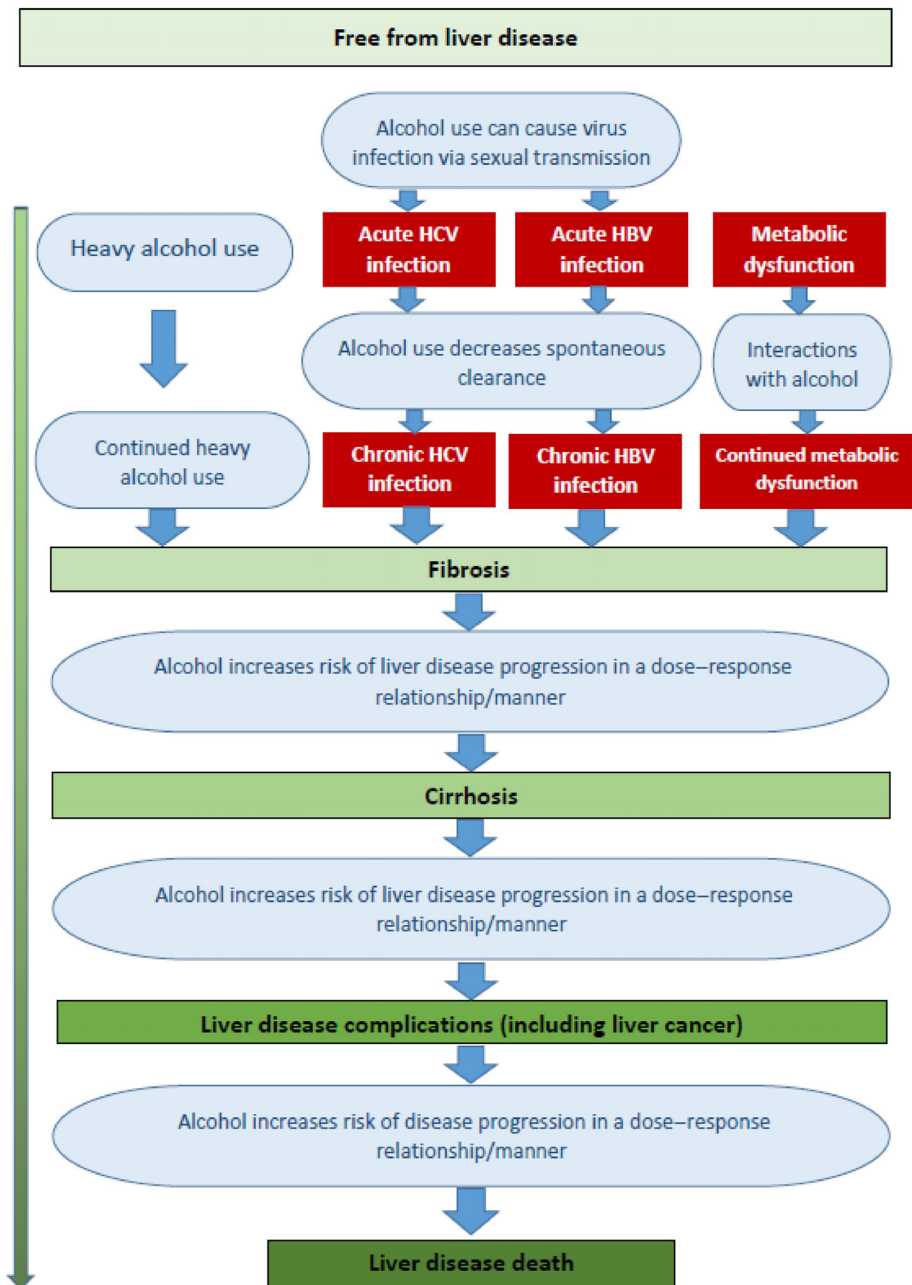 Free from liver disease
Alcohol use can cause virus
infection via sexual transmission
Heavy alcohol use
Acute HCV
infection
Acute HBV
infection
Metabolic
dysfunction
Alcohol use decreases spontaneous
clearance
Interactions
with alcohol
Continued heavy
alcohol use
Chronic HCV
infection
Chronic HBV
infection
Continued metabolic
dysfunction
Fibrosis
Alcohol increases risk of liver disease progression in a dose–response
relationship/manner
Cirrhosis
Alcohol increases risk of liver disease progression in a dose–response
relationship/manner
Liver disease complications (including liver cancer)
Alcohol increases risk of disease progression in a dose–response
relationship/manner
Liver disease death